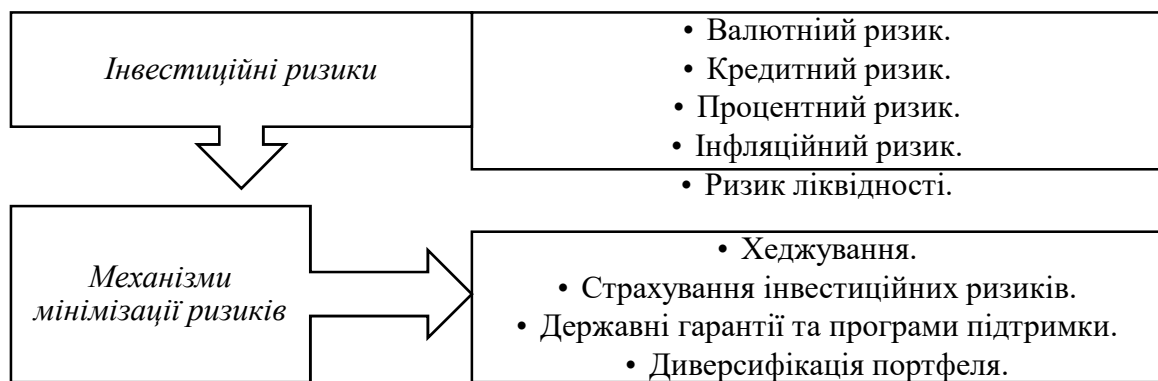 Інвестиційні ризики
• Валютніий ризик.
• Кредитний ризик.
• Процентний ризик.
• Інфляційний ризик.
• Ризик ліквідності.
Механізми
мінімізації ризиків
• Хеджування.
• Страхування інвестиційних ризиків.
• Державні гарантії та програми підтримки.
• Диверсифікація портфеля.